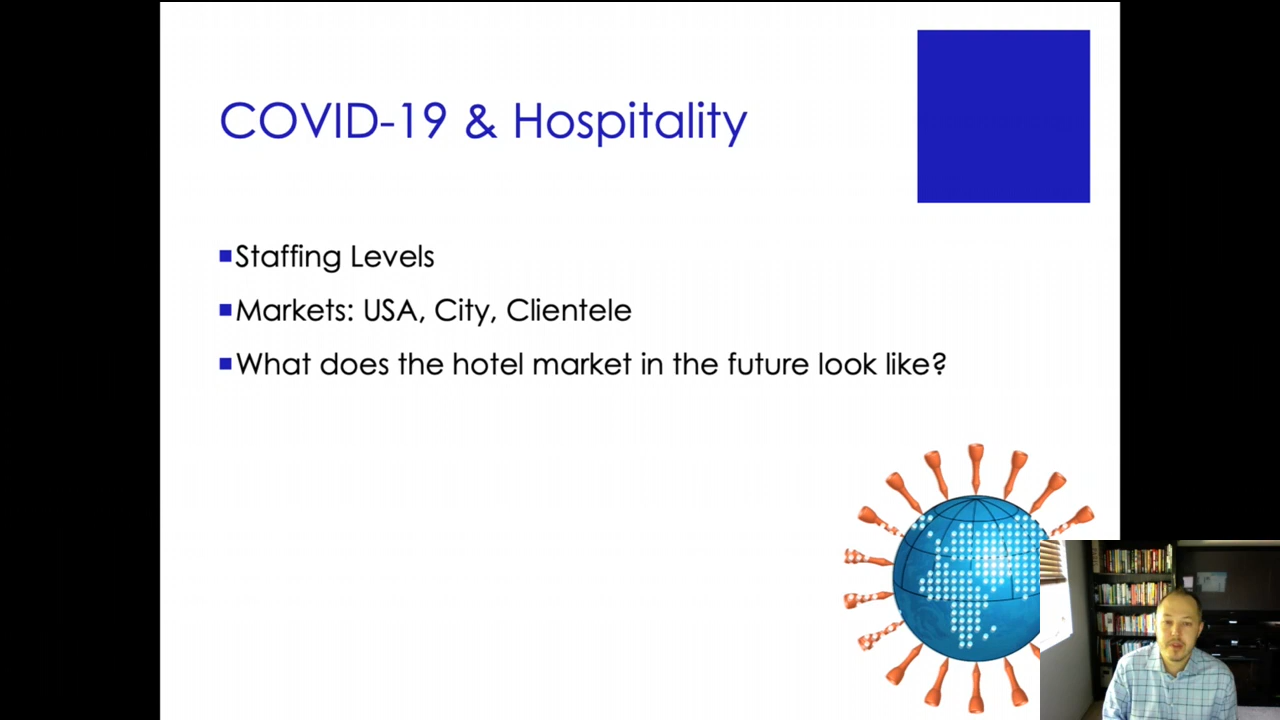 COVID-19 & Hospitality
Staffing Levels
Markets: USA, City, Clientele
What does the hotel market in the future look like?